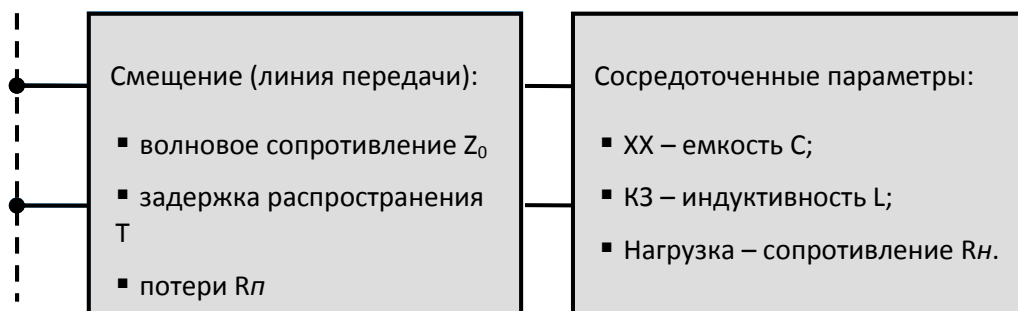 Смещение (линия передачи):
▪ волновое сопротивление Z₀
▪ задержка распространения
T
▪ потери Rп
Сосредоточенные параметры:
▪ ХХ – емкость C;
▪ КЗ – индуктивность L;
▪ Нагрузка – сопротивление Rн.